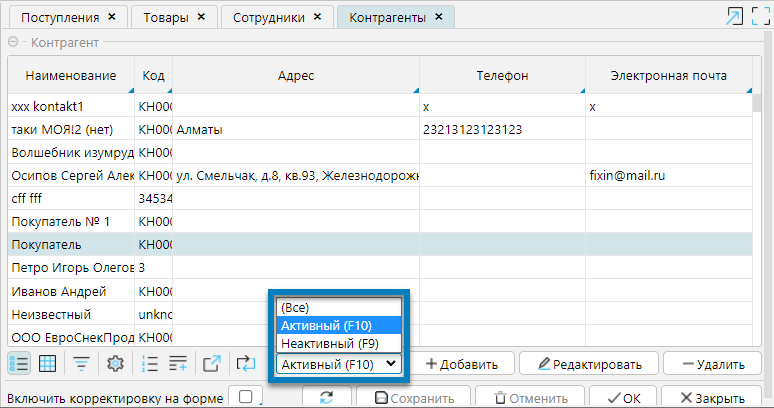 Поступления × Товары × Сотрудники × Контрагенты ×
Контрагент
Наименование Код Адрес Телефон Электронная почта
xxx kontakt1 КН000 x x
таки МОЯ!2 (нет) КН000 Алматы 23213123123123
Волшебник изумруд КН000
Осипов Сергей Алек КН000 ул. Смельчак, д.8, кв.93, Железнодорожн fixin@mail.ru
cff fff 34534
Покупатель № 1 КН000
Покупатель КН000
Петро Игорь Олегов 3
Иванов Андрей КН000
Неизвестный unkno
ООО ЕвроСнекПрод КН000
(Все)
Активный (F10)
Неактивный (F9)
Активный (F10) Добавить Редактировать Удалить
Включить корректировку на форме Сохранить Отменить OK Закрыть